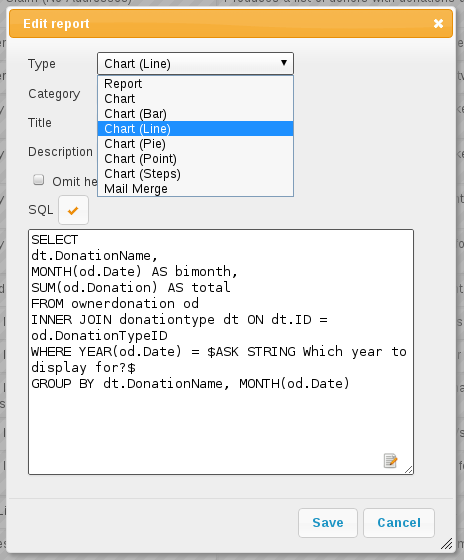 Claim (No Addresses)
Produces a list of donors with donations
Edit report
Type
Chart (Line)
Report
Chart
Chart (Bar)
Chart (Line)
Chart (Pie)
Chart (Point)
Chart (Steps)
Mail Merge
Category
Title
Description
Omit he
SQL
SELECT
dt.DonationName,
MONTH(od.Date) AS bimonth,
SUM(od.Donation) AS total
FROM ownerdonation od
INNER JOIN donationtype dt ON dt.ID =
od.DonationTypeID
WHERE YEAR(od.Date) = $ASK STRING Which year to
display for?$
GROUP BY dt.DonationName, MONTH(od.Date)
Save
Cancel